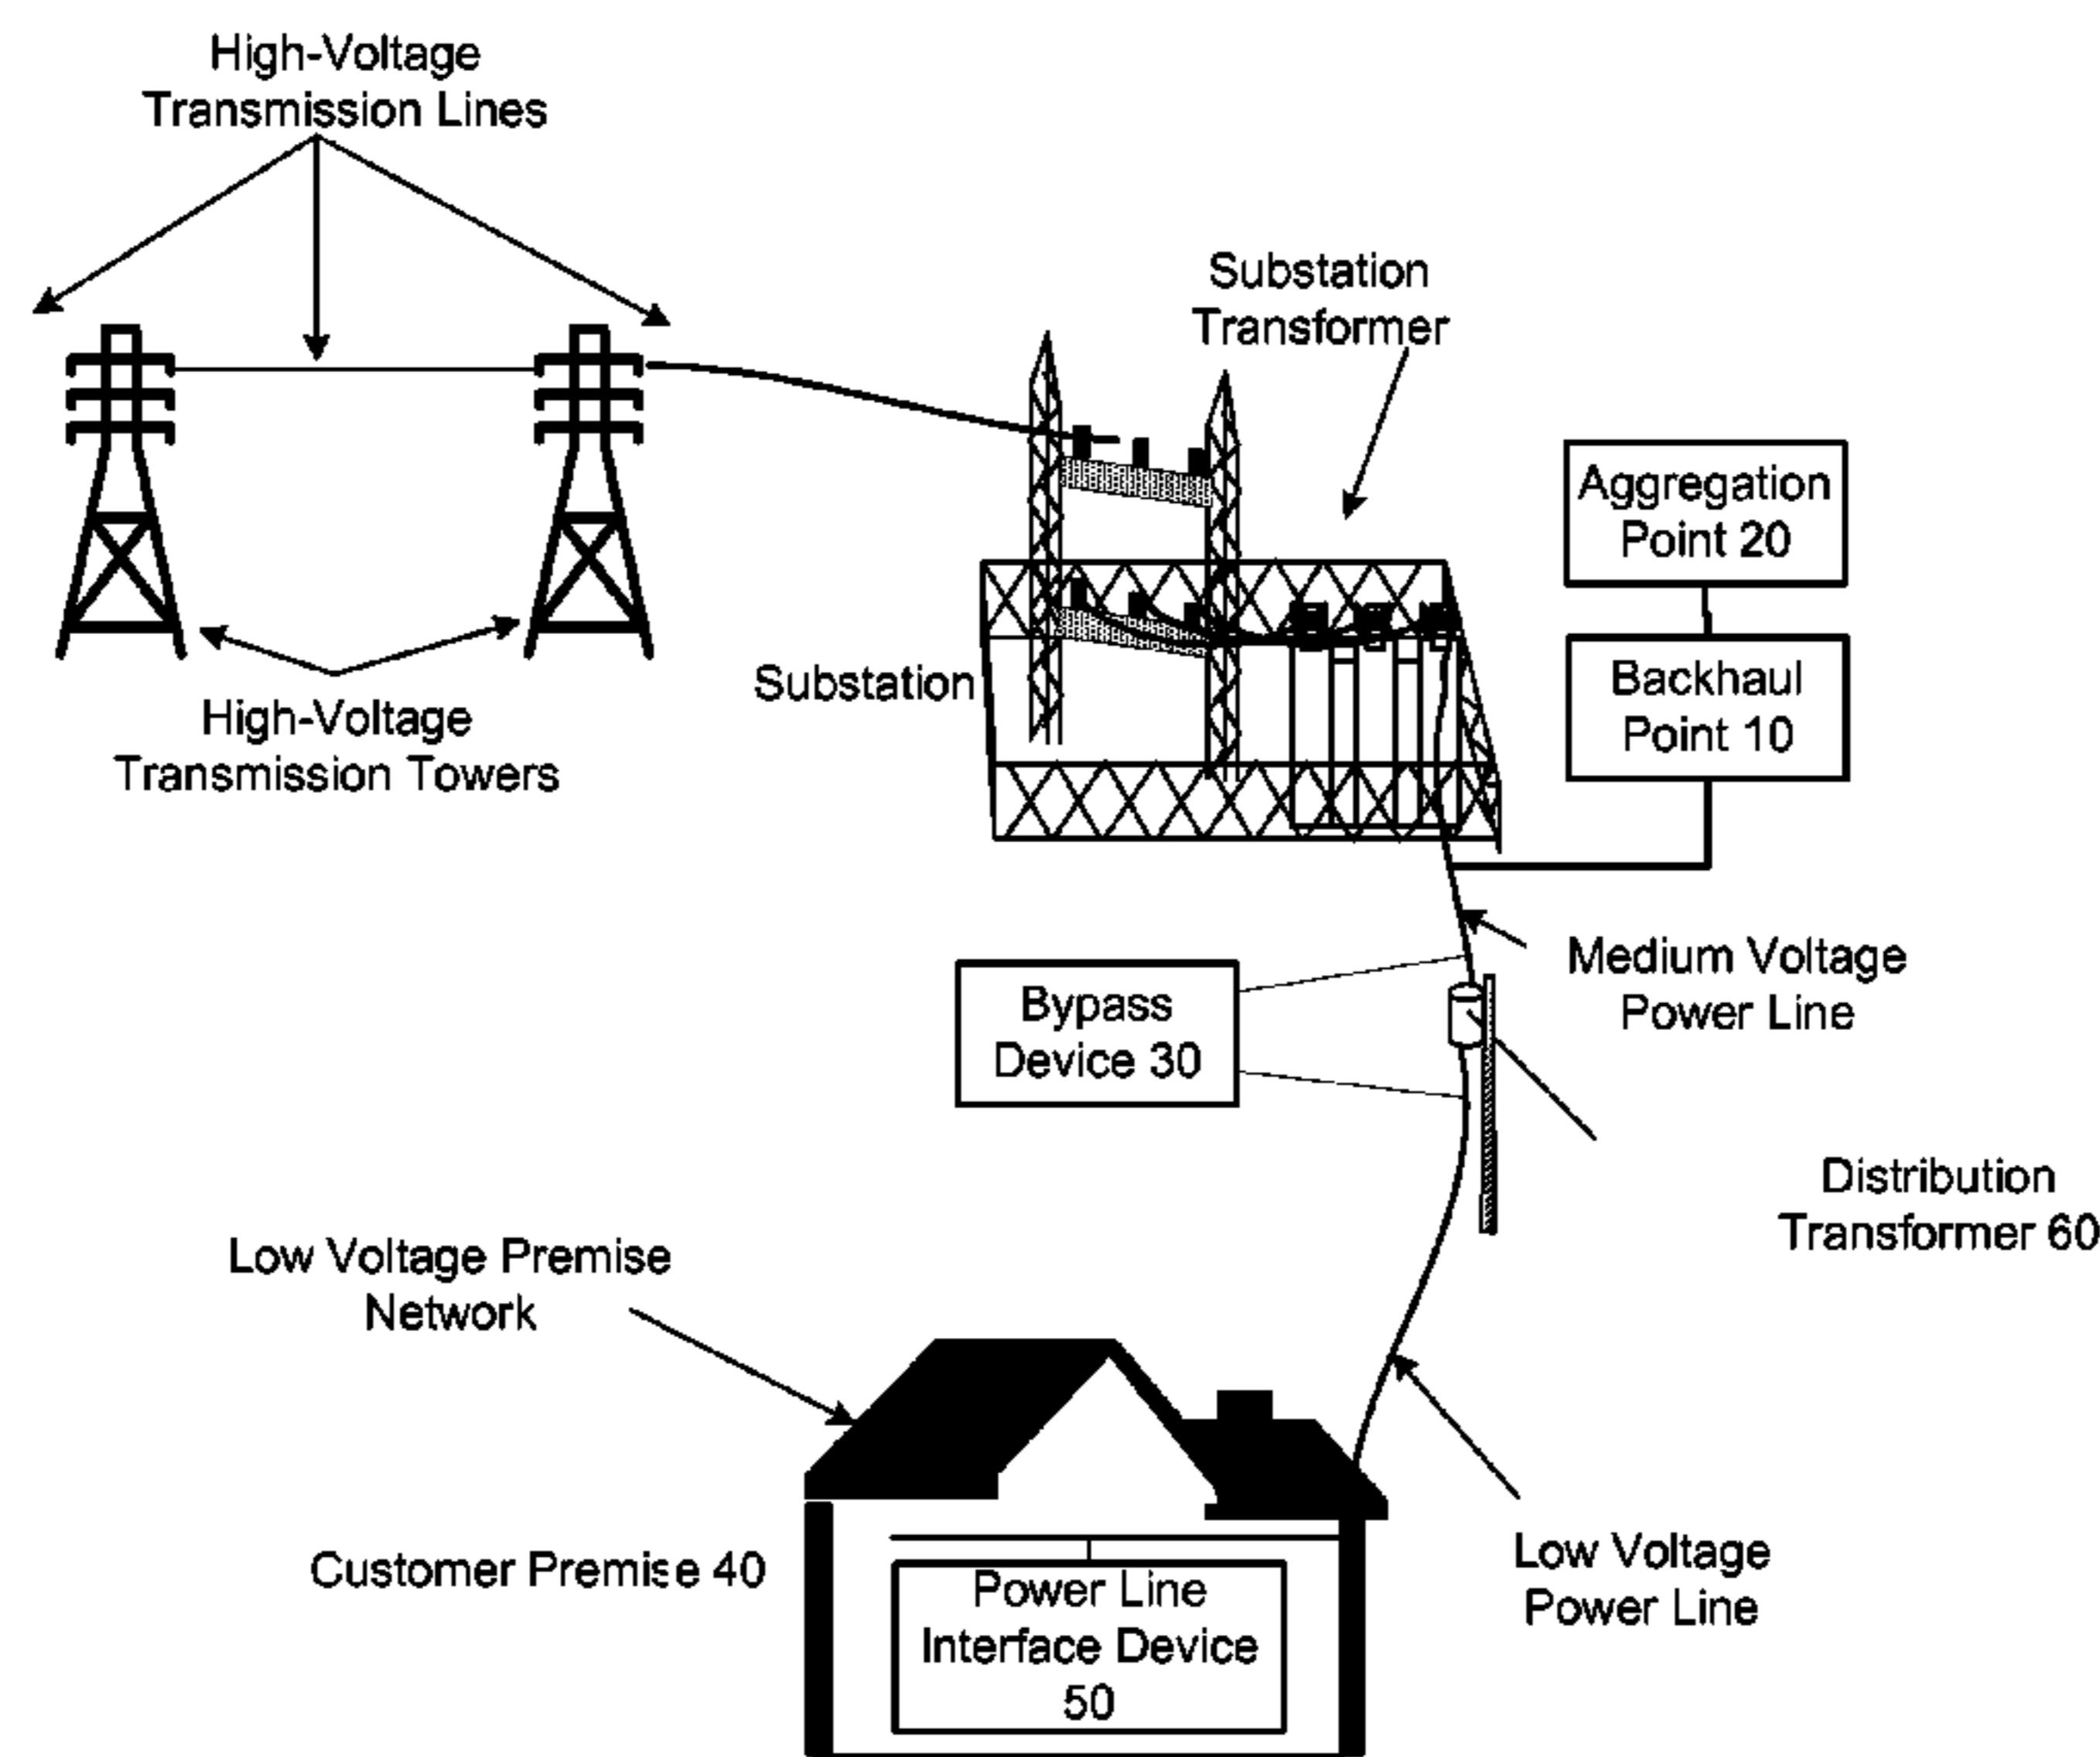 High-Voltage
Transmission Lines
Substation
Transformer
Aggregation
Point 20
Substation
Backhaul
Point 10
High-Voltage
Transmission Towers
Medium Voltage
Power Line
Bypass
Device 30
Distribution
Transformer 60
Low Voltage Premise
Network
Customer Premise 40
Low Voltage
Power Line
Power Line
Interface Device
50